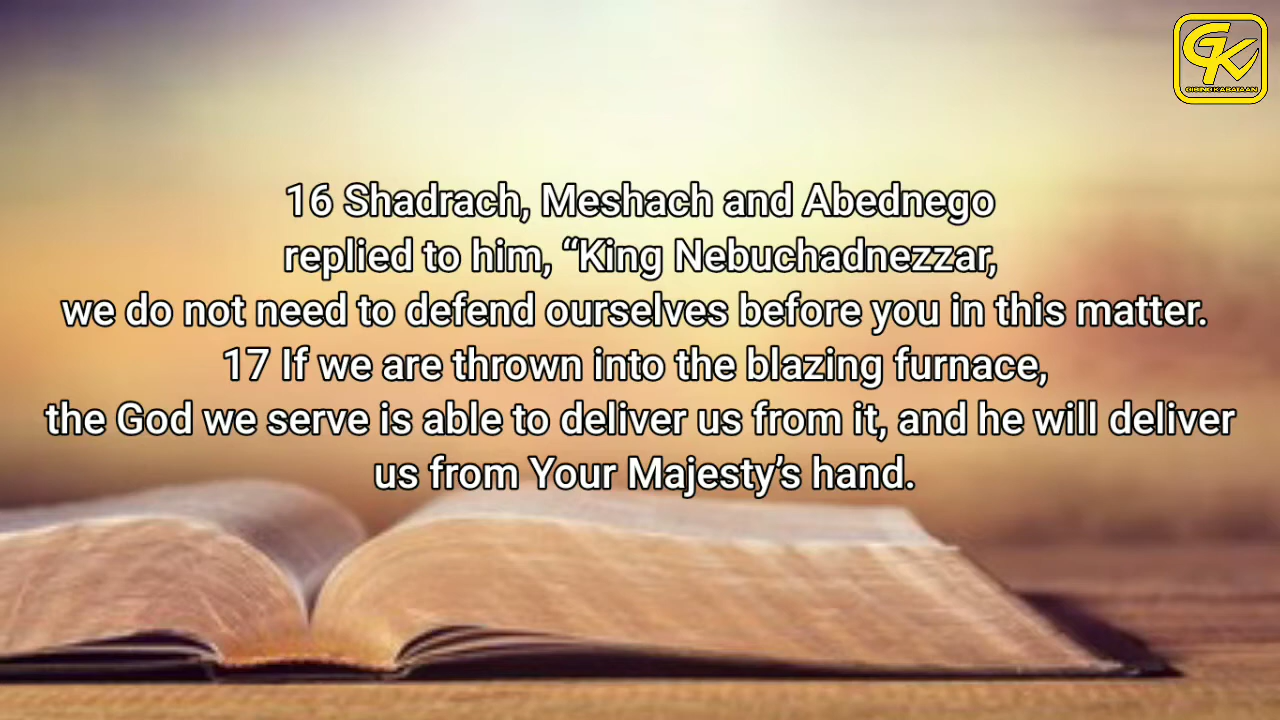 GK
16 Shadrach, Meshach and Abednego
replied to him, “King Nebuchadnezzar,
we do not need to defend ourselves before you in this matter.
17 If we are thrown into the blazing furnace,
the God we serve is able to deliver us from it, and he will deliver
us from Your Majesty’s hand.